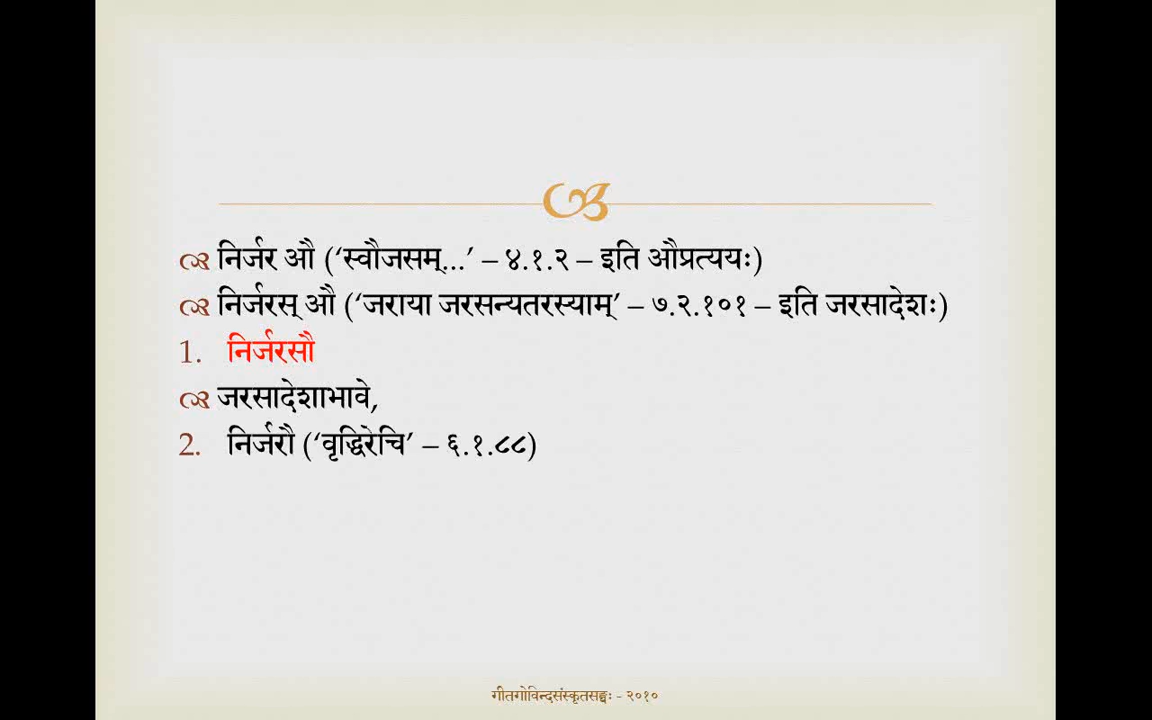 निर्जर औ (‘स्वौजसम्...’ – ४.१.२ – इति औप्रत्ययः)
निर्जरस् औ (‘जराया जरसन्यतरस्याम्’ – ७.२.१०१ – इति जरसादेशः)
1. निर्जरसौ
जरसादेशाभावे,
2. निर्जरौ (‘वृद्धिरेचि’ – ६.१.८८)
गीतगोविन्दसंस्कृतसङ्घः - २०१०